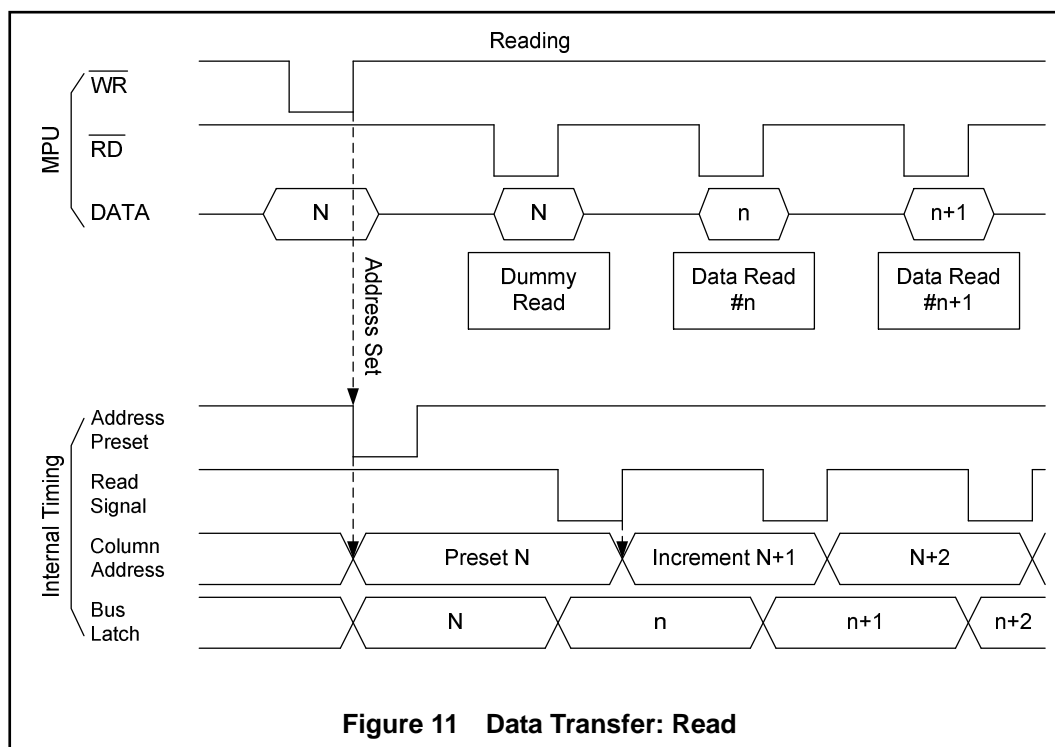 Reading
MPU
WR
RD
DATA
N
N
n
n+1
Address Set
Dummy
Read
Data Read
#n
Data Read
#n+1
Internal Timing
Address
Preset
Read
Signal
Column
Address
Preset N
Increment N+1
N+2
Bus
Latch
N
n
n+1
n+2
Figure 11 Data Transfer: Read